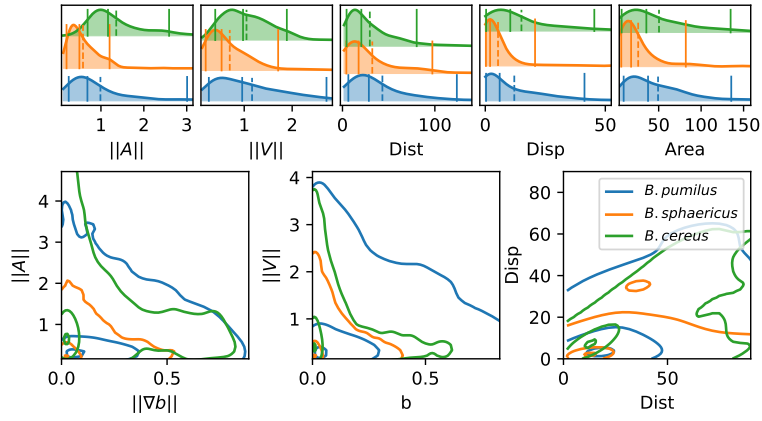 1 2 3
1 2
0 100
0 50
50 100 150
||A|| ||V|| Dist Disp Area
||A||
4
3
2
1
0.0 0.5
||∇b||
||V||
4
3
2
1
0.0 0.5
b
Disp
80
60
40
20
0
0 50
Dist
B. pumilus
B. sphaericus
B. cereus